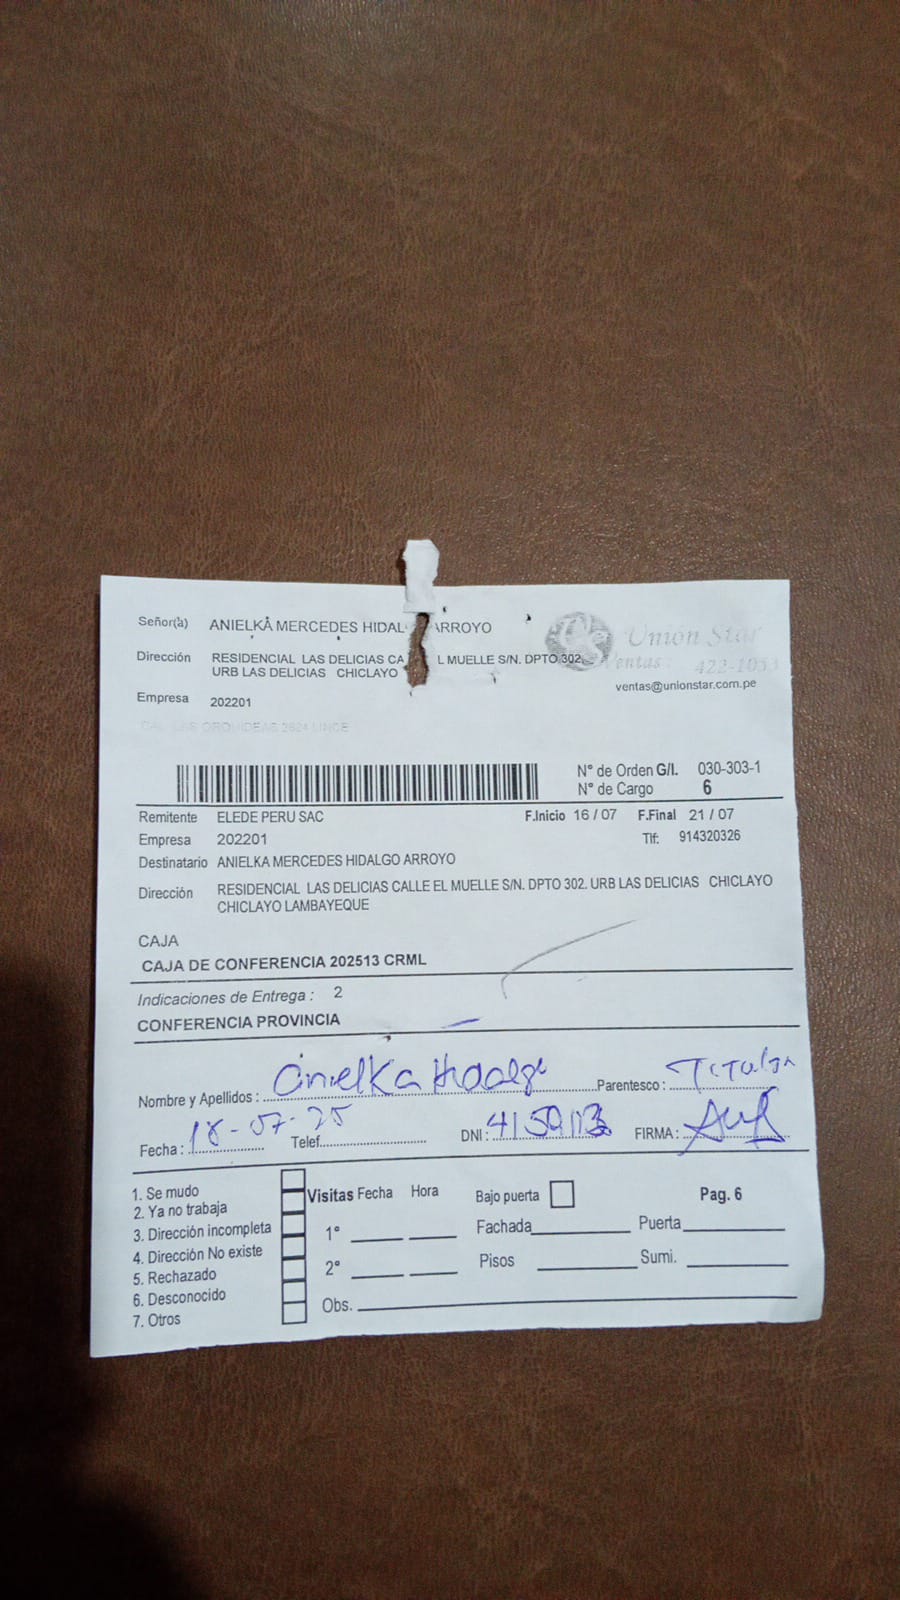 Señor(a) ANIELKA MERCEDES HIDAL ARROYO
Dirección RESIDENCIAL LAS DELICIAS CA L MUELLE S/N. DPTO 302.
URB LAS DELICIAS CHICLAYO
Union Star
Ventas: 422-1033
ventas@unionstar.com.pe
Empresa 202201
ORQUIDEAS 2624 LINCE
N° de Orden G/I. 030-303-1
N° de Cargo 6
Remitente ELEDE PERU SAC F.Inicio 16 / 07 F.Final 21 / 07
Empresa 202201 Tlf: 914320326
Destinatario ANIELKA MERCEDES HIDALGO ARROYO
Dirección RESIDENCIAL LAS DELICIAS CALLE EL MUELLE S/N. DPTO 302. URB LAS DELICIAS CHICLAYO
CHICLAYO LAMBAYEQUE
CAJA
CAJA DE CONFERENCIA 202513 CRML
Indicaciones de Entrega : 2
CONFERENCIA PROVINCIA
Nombre y Apellidos : Anielka Hidalgo Parentesco : Titular
Fecha : 18-07-25 Telef. DNI : FIRMA :
1. Se mudo
2. Ya no trabaja
3. Dirección incompleta
4. Dirección No existe
5. Rechazado
6. Desconocido
7. Otros
Visitas Fecha Hora Bajo puerta Pag. 6
1° Fachada Puerta
2° Pisos Sumi.
Obs.